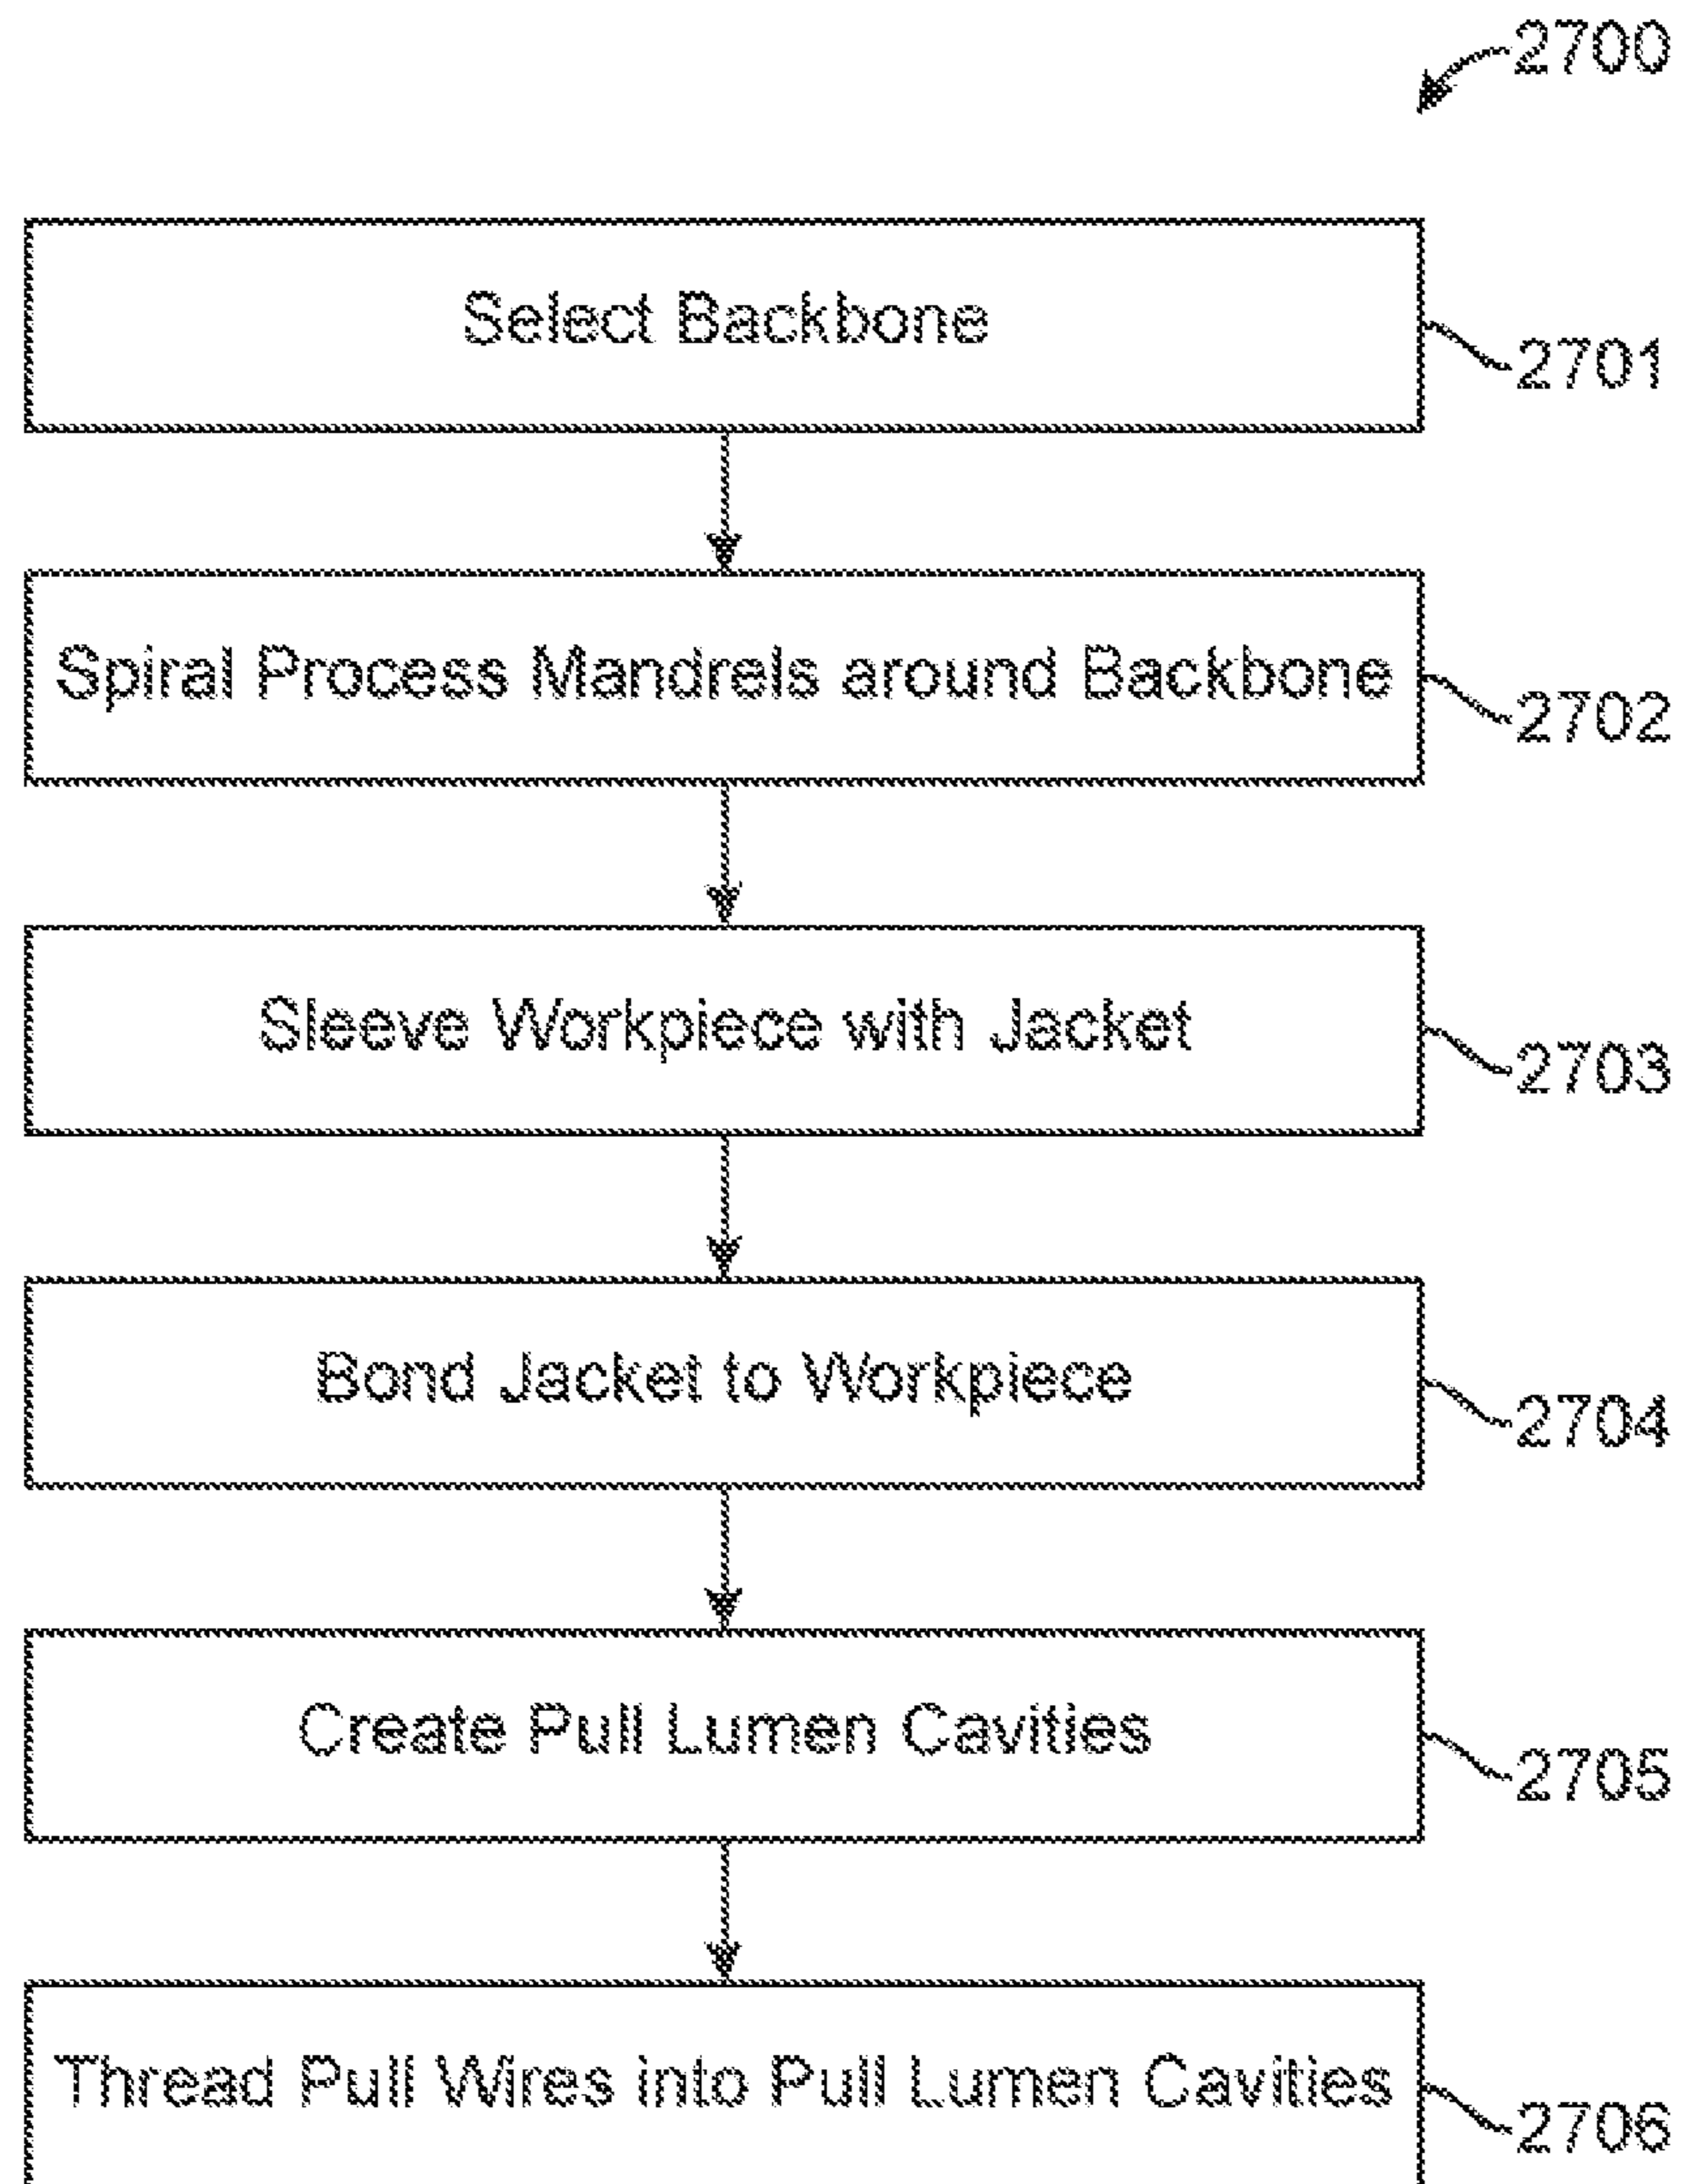 2700
Select Backbone
2701
Spiral Process Mandrels around Backbone
2702
Sleeve Workpiece with Jacket
2703
Bond Jacket to Workpiece
2704
Create Pull Lumen Cavities
2705
Thread Pull Wires into Pull Lumen Cavities
2706